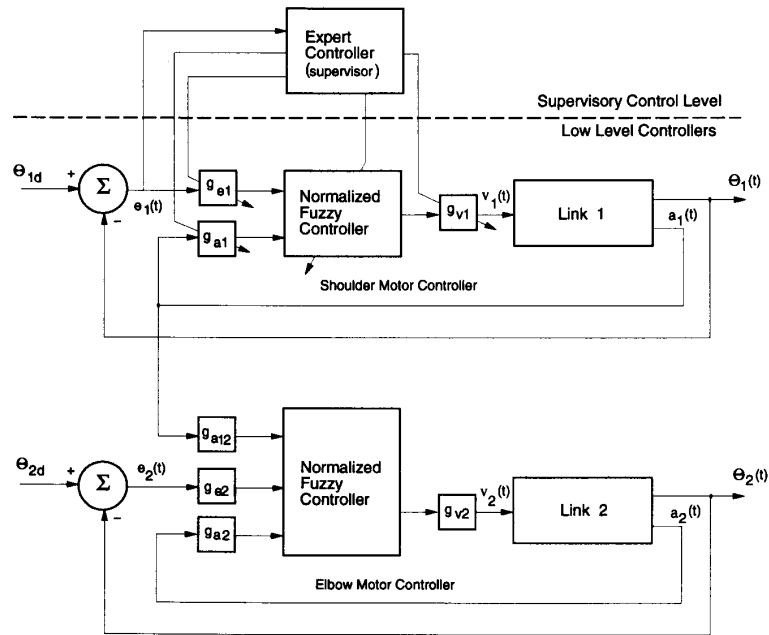 Expert
Controller
(supervisor)
Supervisory Control Level
Low Level Controllers
Θ1d
+
Σ
−
e1(t)
ge1
ga1
Normalized
Fuzzy
Controller
gv1
v1(t)
Link 1
Θ1(t)
a1(t)
Shoulder Motor Controller
Θ2d
+
Σ
−
e2(t)
ga12
ge2
ga2
Normalized
Fuzzy
Controller
gv2
v2(t)
Link 2
Θ2(t)
a2(t)
Elbow Motor Controller